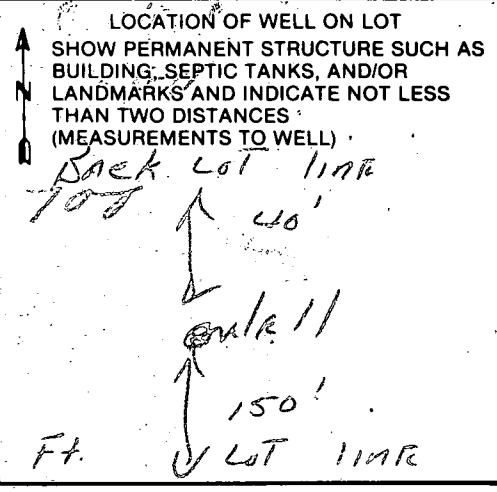 LOCATION OF WELL ON LOT
SHOW PERMANENT STRUCTURE SUCH AS
BUILDING, SEPTIC TANKS, AND/OR
N LANDMARKS AND INDICATE NOT LESS
THAN TWO DISTANCES
(MEASUREMENTS TO WELL)
Back Lot line
40'
well
150'
Ft. Lot line